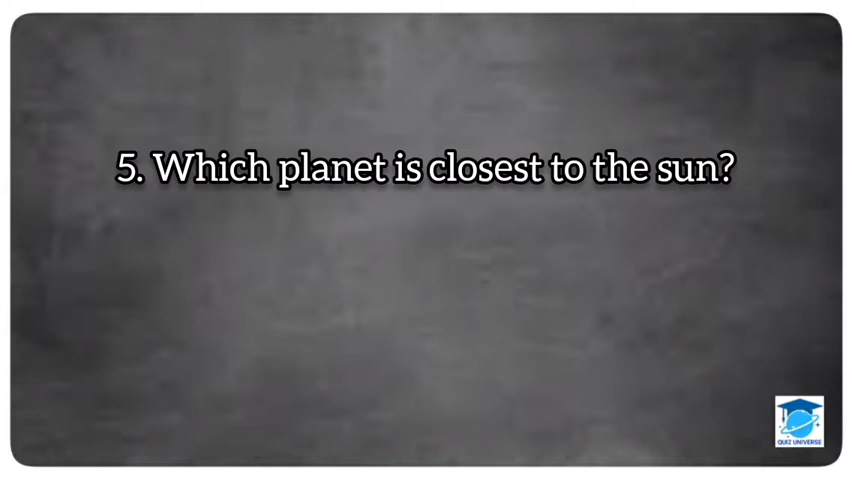 5. Which planet is closest to the sun?
QUIZ UNIVERSE